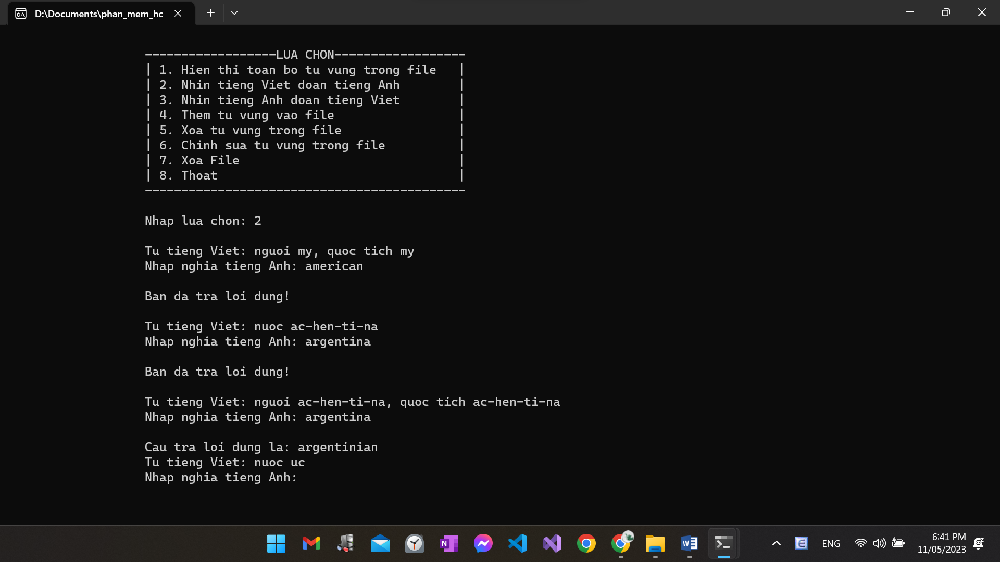 D:\Documents\phan_mem_hc
------------------LUA CHON------------------
| 1. Hien thi toan bo tu vung trong file   |
| 2. Nhin tieng Viet doan tieng Anh        |
| 3. Nhin tieng Anh doan tieng Viet        |
| 4. Them tu vung vao file                 |
| 5. Xoa tu vung trong file                |
| 6. Chinh sua tu vung trong file          |
| 7. Xoa File                              |
| 8. Thoat                                 |
--------------------------------------------
Nhap lua chon: 2
Tu tieng Viet: nguoi my, quoc tich my
Nhap nghia tieng Anh: american
Ban da tra loi dung!
Tu tieng Viet: nuoc ac-hen-ti-na
Nhap nghia tieng Anh: argentina
Ban da tra loi dung!
Tu tieng Viet: nguoi ac-hen-ti-na, quoc tich ac-hen-ti-na
Nhap nghia tieng Anh: argentina
Cau tra loi dung la: argentinian
Tu tieng Viet: nuoc uc
Nhap nghia tieng Anh:
ENG
6:41 PM
11/05/2023